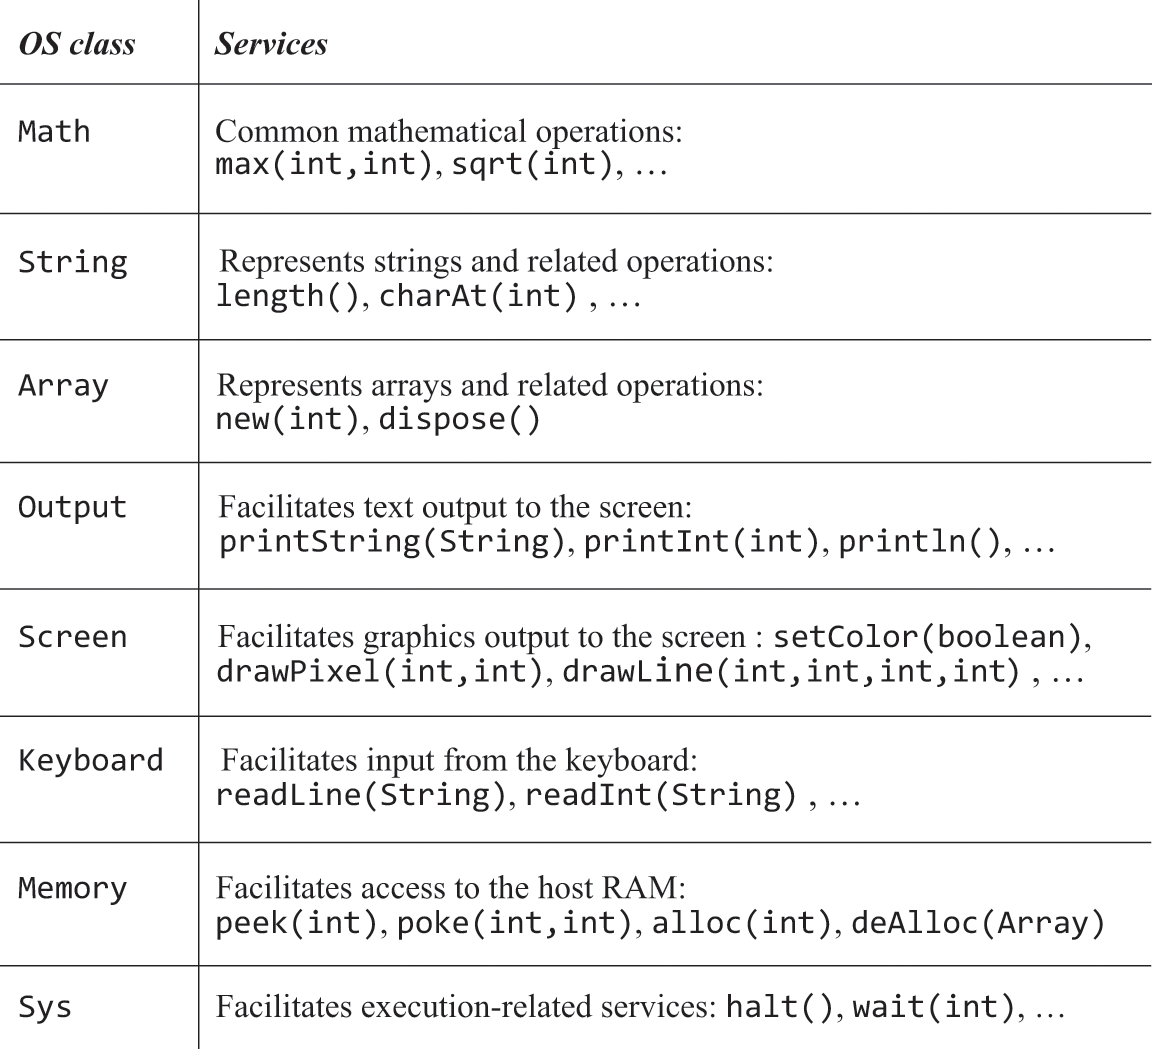 OS class Services
Math Common mathematical operations:
max(int,int), sqrt(int), ...
String Represents strings and related operations:
length(), charAt(int) , ...
Array Represents arrays and related operations:
new(int), dispose()
Output Facilitates text output to the screen:
printString(String), printInt(int), println(), ...
Screen Facilitates graphics output to the screen : setColor(boolean),
drawPixel(int,int), drawLine(int,int,int,int) , ...
Keyboard Facilitates input from the keyboard:
readLine(String), readInt(String) , ...
Memory Facilitates access to the host RAM:
peek(int), poke(int,int), alloc(int), deAlloc(Array)
Sys Facilitates execution-related services: halt(), wait(int), ...